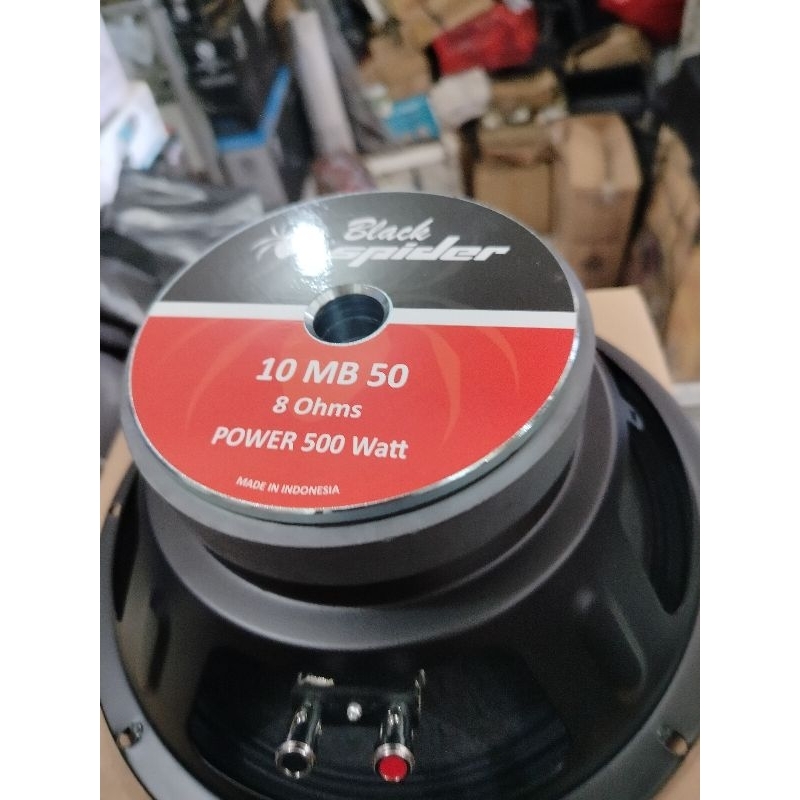 Black
spider
10 MB 50
8 Ohms
POWER 500 Watt
MADE IN INDONESIA